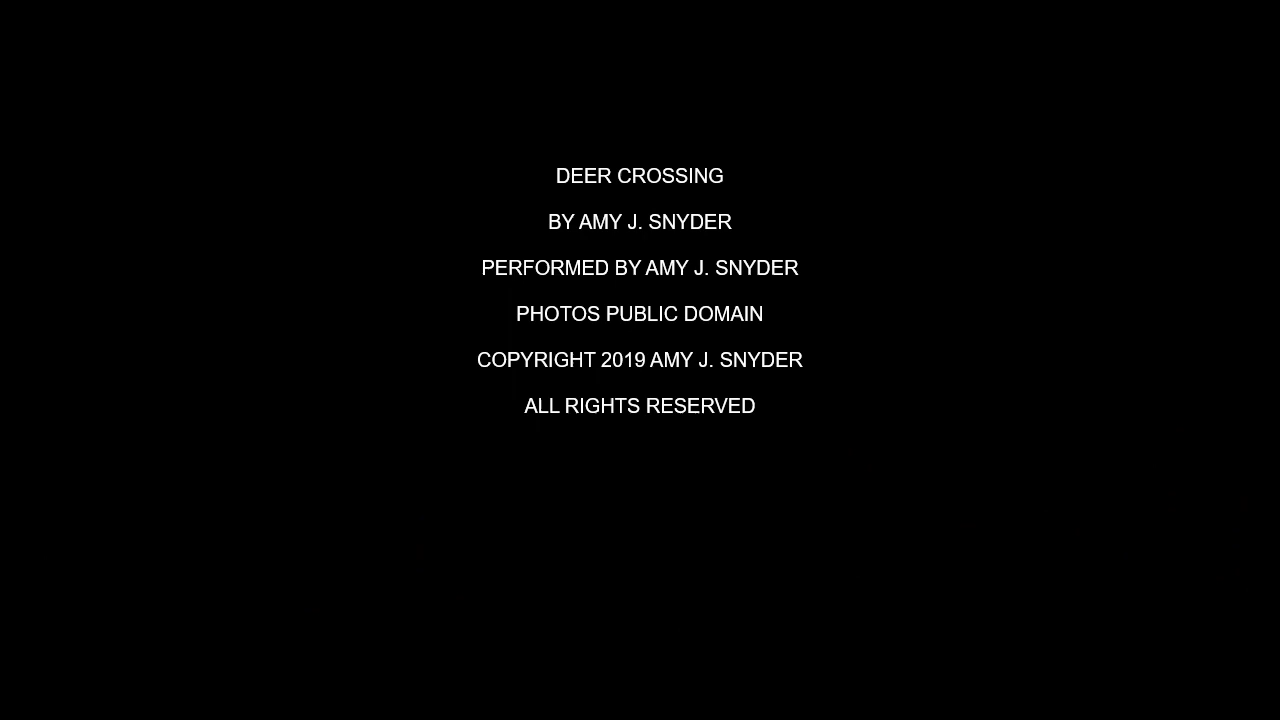 DEER CROSSING
BY AMY J. SNYDER
PERFORMED BY AMY J. SNYDER
PHOTOS PUBLIC DOMAIN
COPYRIGHT 2019 AMY J. SNYDER
ALL RIGHTS RESERVED